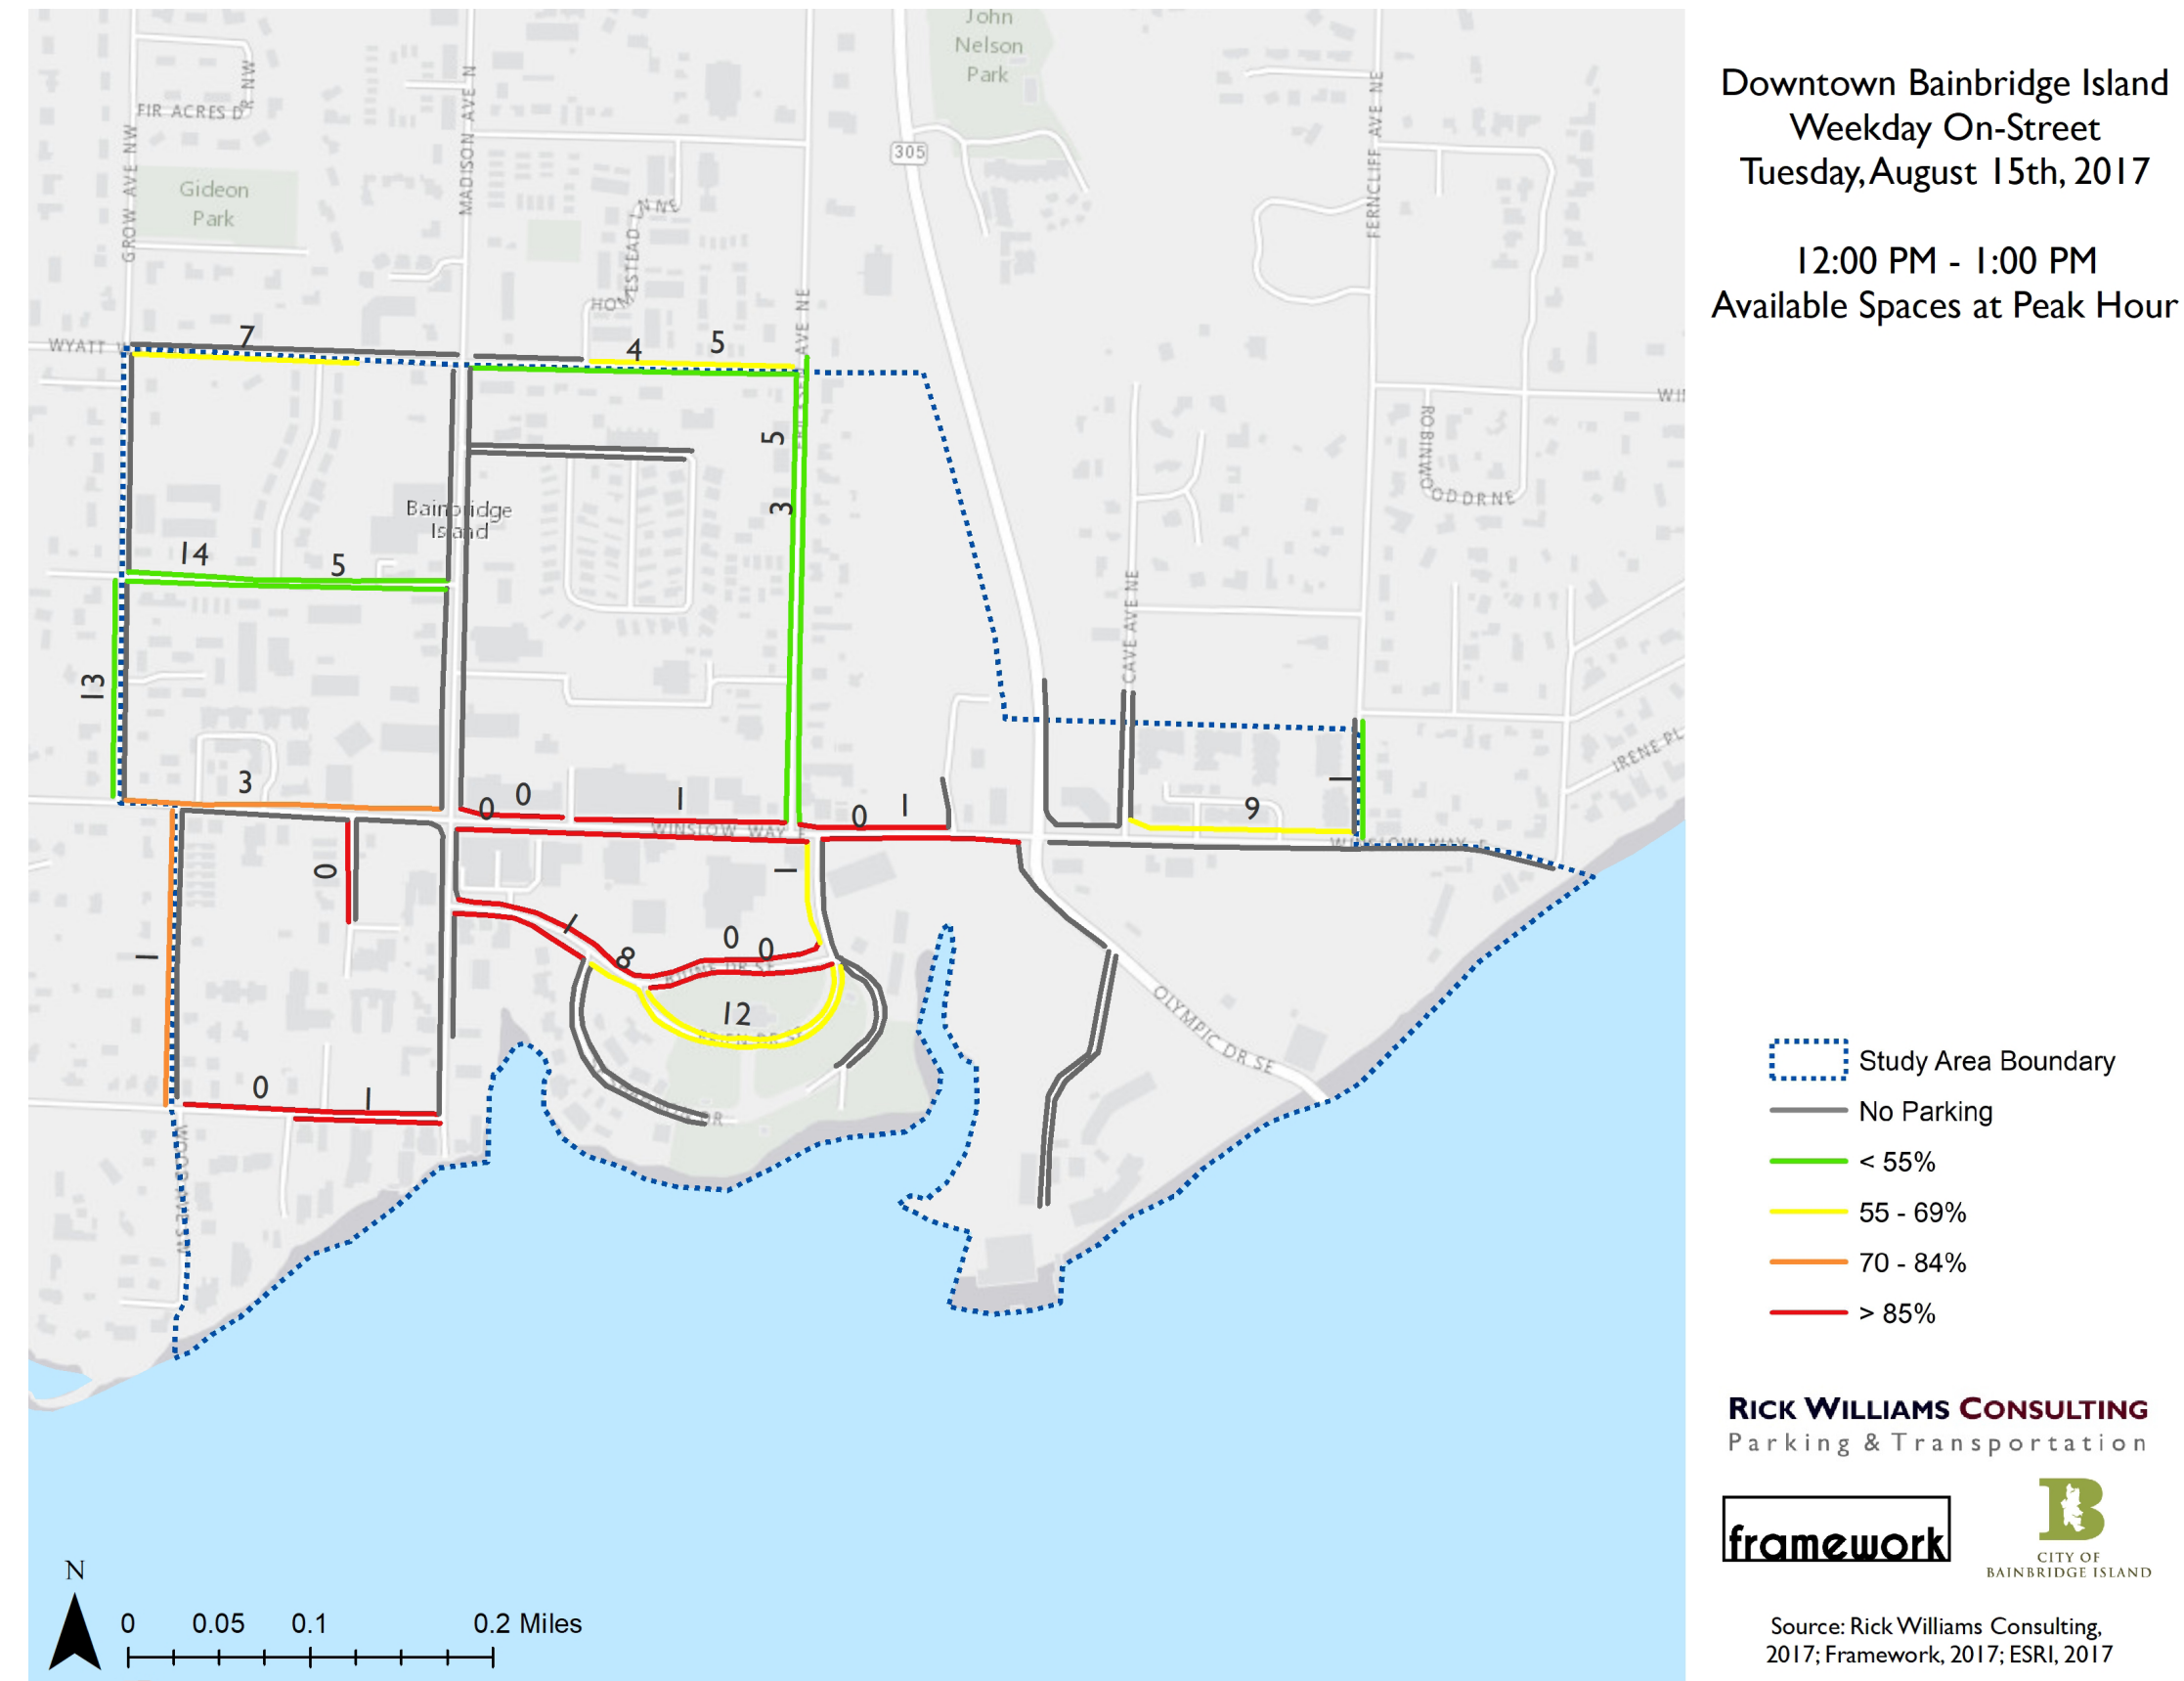 Downtown Bainbridge Island
Weekday On-Street
Tuesday, August 15th, 2017
12:00 PM - 1:00 PM
Available Spaces at Peak Hour
John
Nelson
Park
305
FIR ACRES DR NW
GROW AVE NW
MADISON AVE N
Gideon
Park
HOMESTEAD LN NE
AVE NE
FERNCLIFF AVE NE
WYATT
7
4
5
5
3
Bainbridge
Island
14
5
13
CAVE AVE NE
3
0
0
1
0
1
WINSLOW WAY
9
1
IRENE PL
0
1
1
8
0
0
12
1
OLYMPIC DR SE
0
1
Study Area Boundary
No Parking
< 55%
55 - 69%
70 - 84%
> 85%
RICK WILLIAMS CONSULTING
Parking & Transportation
framework
B
CITY OF
BAINBRIDGE ISLAND
Source: Rick Williams Consulting,
2017; Framework, 2017; ESRI, 2017
N
0 0.05 0.1 0.2 Miles